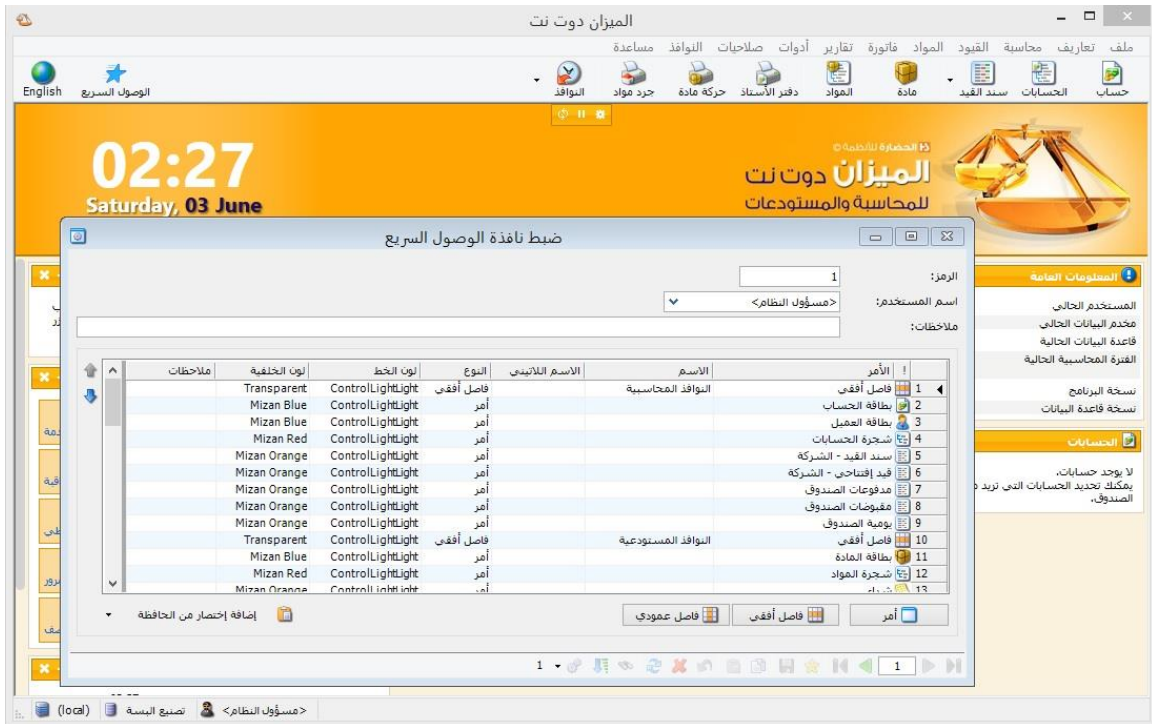 الميزان دوت نت
ملف تعاريف محاسبة القيود المواد فاتورة تقارير أدوات صلاحيات النوافذ مساعدة
حساب الحسابات سند القيد مادة المواد دفتر الأستاذ حركة مادة جرد مواد النوافذ الوصول السريع English
02:27
Saturday, 03 June
الحضارة للأنظمة ©
الميزان دوت نت
للمحاسبة والمستودعات
ضبط نافذة الوصول السريع
الرمز: 1
اسم المستخدم: <مسؤول النظام>
ملاحظات:
! الأمر الاسم الاسم اللاتيني النوع لون الخط لون الخلفية ملاحظات
1 فاصل أفقي النوافذ المحاسبية فاصل أفقي ControlLightLight Transparent
2 بطاقة الحساب أمر ControlLightLight Mizan Blue
3 بطاقة العميل أمر ControlLightLight Mizan Blue
4 شجرة الحسابات أمر ControlLightLight Mizan Red
5 سند القيد - الشركة أمر ControlLightLight Mizan Orange
6 قيد إفتتاحي - الشركة أمر ControlLightLight Mizan Orange
7 مدفوعات الصندوق أمر ControlLightLight Mizan Orange
8 مقبوضات الصندوق أمر ControlLightLight Mizan Orange
9 يومية الصندوق أمر ControlLightLight Mizan Orange
10 فاصل أفقي النوافذ المستودعية فاصل أفقي ControlLightLight Transparent
11 بطاقة المادة أمر ControlLightLight Mizan Blue
12 شجرة المواد أمر ControlLightLight Mizan Red
13 شراء أمر ControlLightLight Mizan Orange
أمر فاصل أفقي فاصل عمودي إضافة إختصار من الحافظة
1 1
المعلومات العامة
المستخدم الحالي
مخدم البيانات الحالي
قاعدة البيانات الحالية
الفترة المحاسبية الحالية
نسخة البرنامج
نسخة قاعدة البيانات
الحسابات
لا يوجد حسابات.
يمكنك تحديد الحسابات التي تريد
الصندوق.
<مسؤول النظام> تصنيع البسة (local)